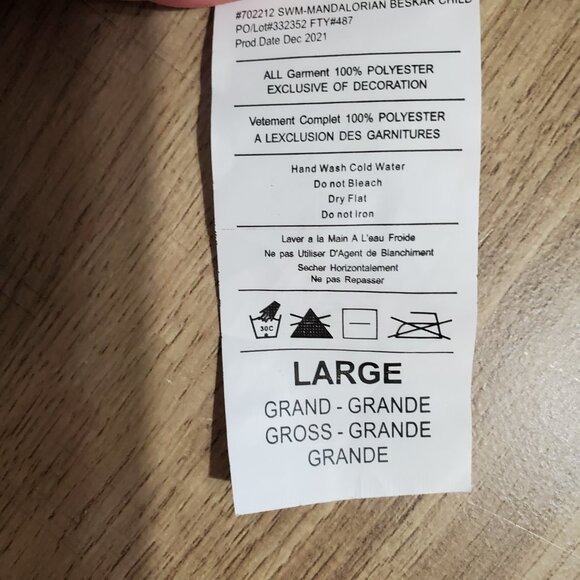 #702212 SWM-MANDALORIAN BESKAR CHILD
PO/Lot#332352 FTY#487
Prod.Date Dec 2021
ALL Garment 100% POLYESTER
EXCLUSIVE OF DECORATION
Vetement Complet 100% POLYESTER
A LEXCLUSION DES GARNITURES
Hand Wash Cold Water
Do not Bleach
Dry Flat
Do not Iron
Laver a la Main A L'eau Froide
Ne pas Utiliser D'Agent de Blanchiment
Secher Horizontalement
Ne pas Repasser
30C
LARGE
GRAND - GRANDE
GROSS - GRANDE
GRANDE